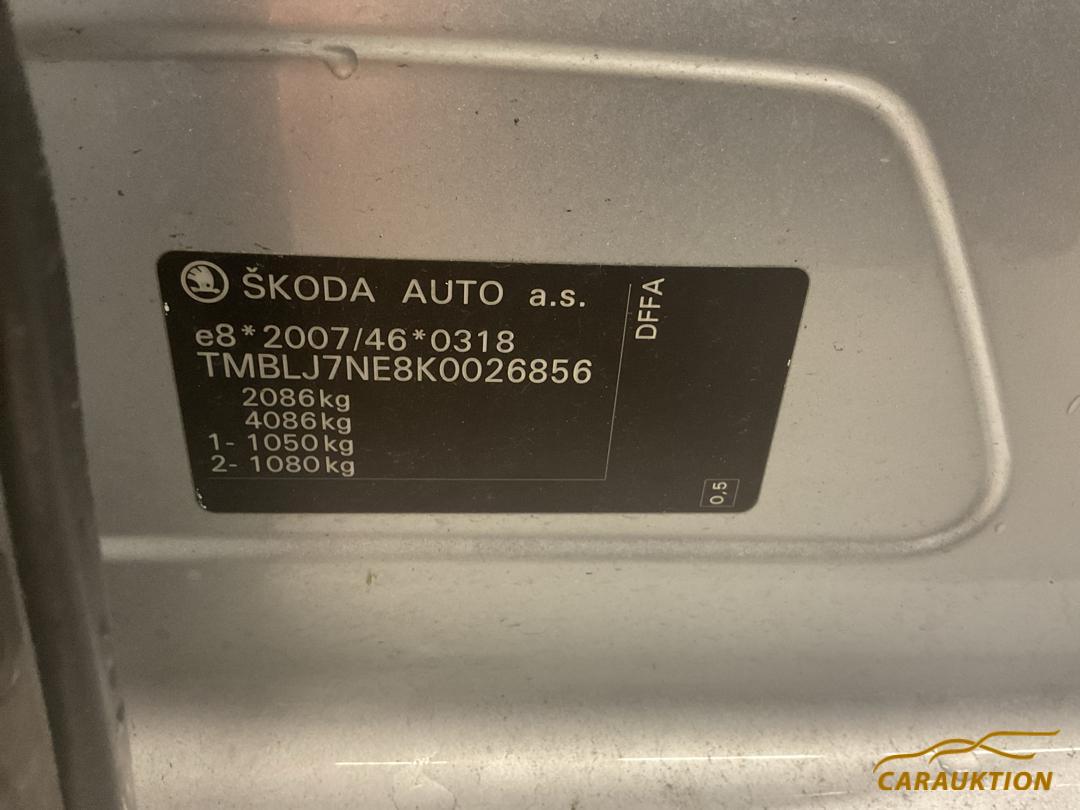 ŠKODA AUTO a.s.
e8*2007/46*0318
TMBLJ7NE8K0026856
2086kg
4086kg
1- 1050kg
2- 1080kg
DFFA
0,5
CARAUKTION